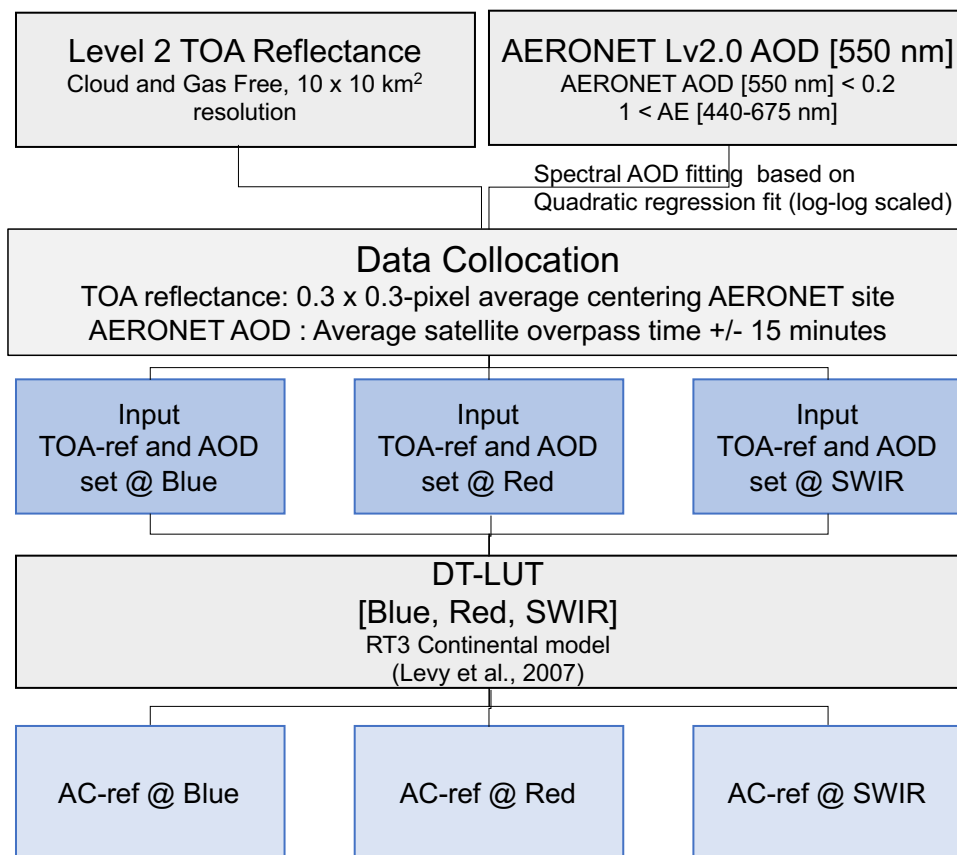 Level 2 TOA Reflectance
Cloud and Gas Free, 10 x 10 km²
resolution
AERONET Lv2.0 AOD [550 nm]
AERONET AOD [550 nm] < 0.2
1 < AE [440-675 nm]
Spectral AOD fitting based on
Quadratic regression fit (log-log scaled)
Data Collocation
TOA reflectance: 0.3 x 0.3-pixel average centering AERONET site
AERONET AOD : Average satellite overpass time +/- 15 minutes
Input
TOA-ref and AOD
set @ Blue
Input
TOA-ref and AOD
set @ Red
Input
TOA-ref and AOD
set @ SWIR
DT-LUT
[Blue, Red, SWIR]
RT3 Continental model
(Levy et al., 2007)
AC-ref @ Blue
AC-ref @ Red
AC-ref @ SWIR